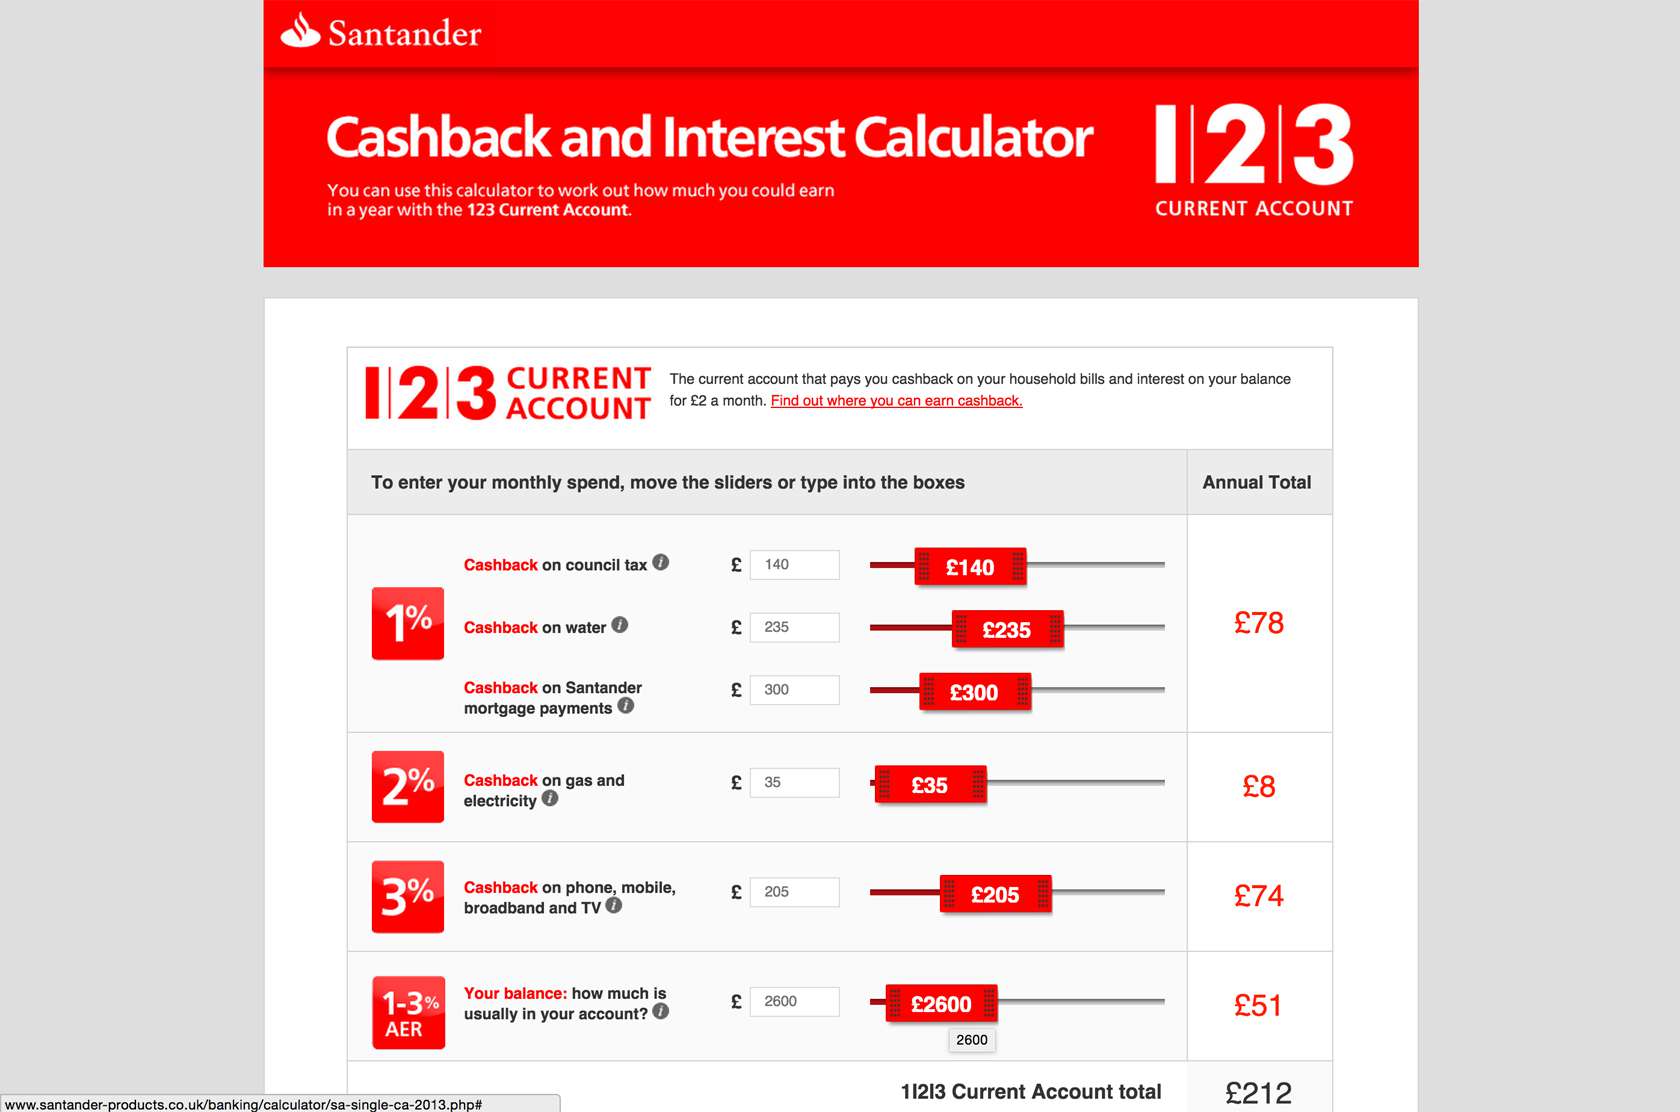 Santander
Cashback and Interest Calculator
You can use this calculator to work out how much you could earn
in a year with the 123 Current Account.
1|2|3
CURRENT ACCOUNT
1|2|3 CURRENT
ACCOUNT
The current account that pays you cashback on your household bills and interest on your balance
for £2 a month. Find out where you can earn cashback.
To enter your monthly spend, move the sliders or type into the boxes
Annual Total
1%
Cashback on council tax i £ 140 £140
Cashback on water i £ 235 £235
Cashback on Santander
mortgage payments i £ 300 £300
£78
2%
Cashback on gas and
electricity i £ 35 £35
£8
3%
Cashback on phone, mobile,
broadband and TV i £ 205 £205
£74
1-3%
AER
Your balance: how much is
usually in your account? i £ 2600 £2600
2600
£51
1|2|3 Current Account total £212
www.santander-products.co.uk/banking/calculator/sa-single-ca-2013.php#